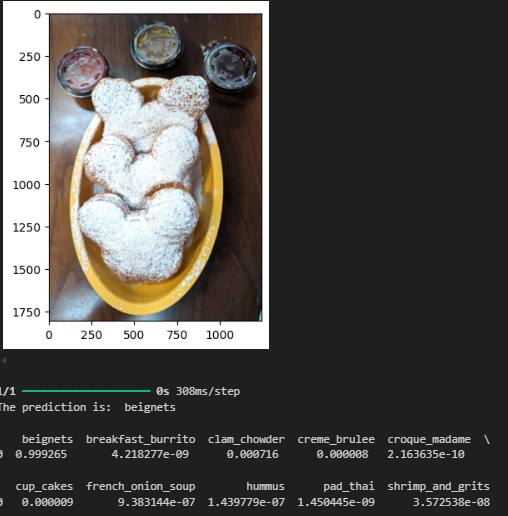 0
250
500
750
1000
1250
1500
1750
0 250 500 750 1000
1/1 ━━━━━━━━━━━━━━━━━━━━ 0s 308ms/step
The prediction is:  beignets
beignets  breakfast_burrito  clam_chowder  creme_brulee  croque_madame  \
0  0.999265  4.218277e-09  0.000716  0.000008  2.163635e-10
cup_cakes  french_onion_soup  hummus  pad_thai  shrimp_and_grits
0  0.000009  9.383144e-07  1.439779e-07  1.450445e-09  3.572538e-08